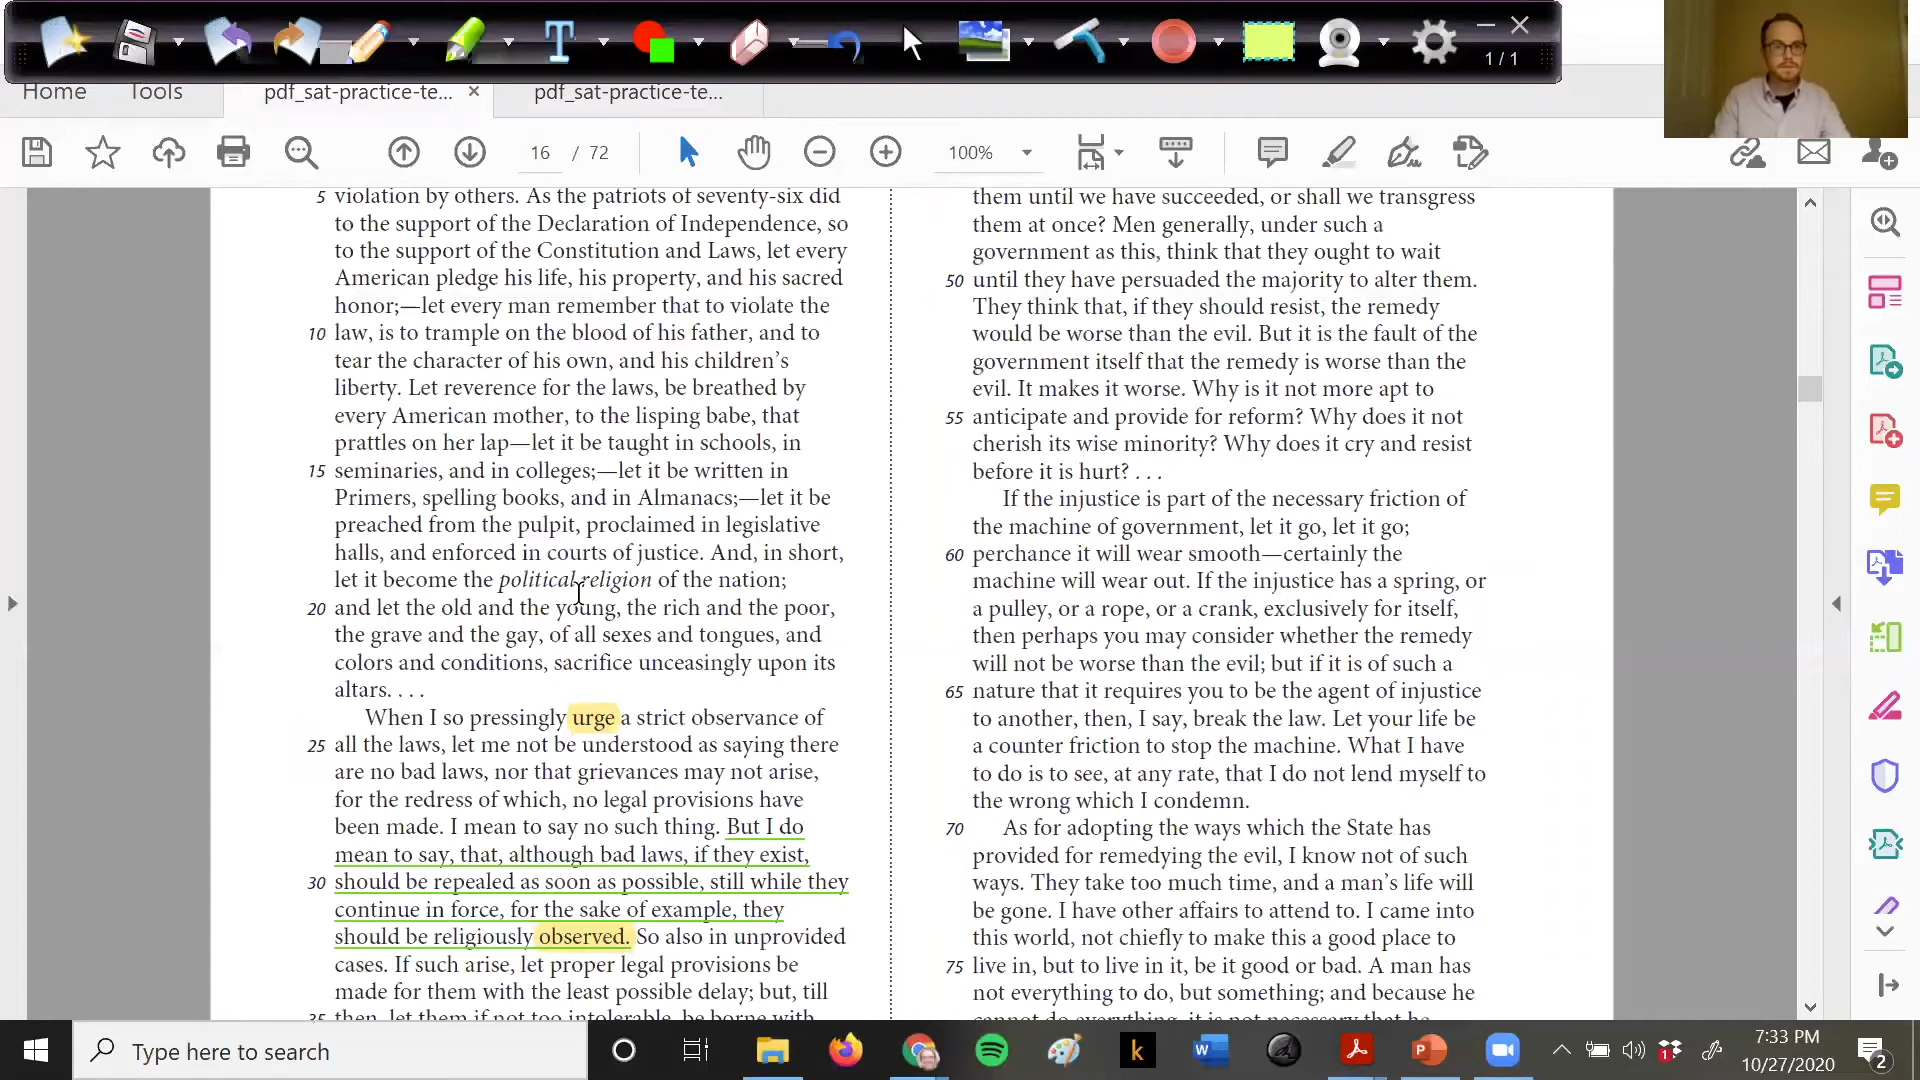 1 / 1
Home
Tools
pdf_sat-practice-te... ×
pdf_sat-practice-te...
16 / 72
100%
5 violation by others. As the patriots of seventy-six did
to the support of the Declaration of Independence, so
to the support of the Constitution and Laws, let every
American pledge his life, his property, and his sacred
honor;—let every man remember that to violate the
10 law, is to trample on the blood of his father, and to
tear the character of his own, and his children's
liberty. Let reverence for the laws, be breathed by
every American mother, to the lisping babe, that
prattles on her lap—let it be taught in schools, in
15 seminaries, and in colleges;—let it be written in
Primers, spelling books, and in Almanacs;—let it be
preached from the pulpit, proclaimed in legislative
halls, and enforced in courts of justice. And, in short,
let it become the political religion of the nation;
20 and let the old and the young, the rich and the poor,
the grave and the gay, of all sexes and tongues, and
colors and conditions, sacrifice unceasingly upon its
altars. . . .
When I so pressingly urge a strict observance of
25 all the laws, let me not be understood as saying there
are no bad laws, nor that grievances may not arise,
for the redress of which, no legal provisions have
been made. I mean to say no such thing. But I do
mean to say, that, although bad laws, if they exist,
30 should be repealed as soon as possible, still while they
continue in force, for the sake of example, they
should be religiously observed. So also in unprovided
cases. If such arise, let proper legal provisions be
made for them with the least possible delay; but, till
35 then, let them if not too intolerable, be borne with
them until we have succeeded, or shall we transgress
them at once? Men generally, under such a
government as this, think that they ought to wait
50 until they have persuaded the majority to alter them.
They think that, if they should resist, the remedy
would be worse than the evil. But it is the fault of the
government itself that the remedy is worse than the
evil. It makes it worse. Why is it not more apt to
55 anticipate and provide for reform? Why does it not
cherish its wise minority? Why does it cry and resist
before it is hurt? . . .
If the injustice is part of the necessary friction of
the machine of government, let it go, let it go;
60 perchance it will wear smooth—certainly the
machine will wear out. If the injustice has a spring, or
a pulley, or a rope, or a crank, exclusively for itself,
then perhaps you may consider whether the remedy
will not be worse than the evil; but if it is of such a
65 nature that it requires you to be the agent of injustice
to another, then, I say, break the law. Let your life be
a counter friction to stop the machine. What I have
to do is to see, at any rate, that I do not lend myself to
the wrong which I condemn.
70 As for adopting the ways which the State has
provided for remedying the evil, I know not of such
ways. They take too much time, and a man's life will
be gone. I have other affairs to attend to. I came into
this world, not chiefly to make this a good place to
75 live in, but to live in it, be it good or bad. A man has
not everything to do, but something; and because he
cannot do everything, it is not necessary that he
Type here to search
7:33 PM
10/27/2020
2